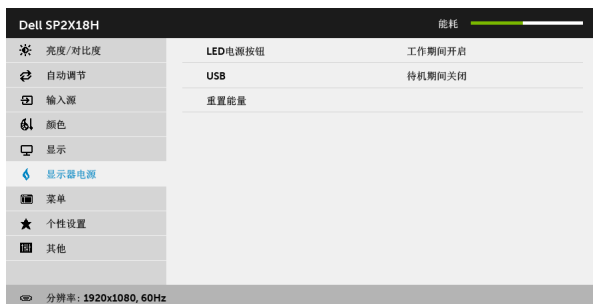 Dell SP2X18H 能耗
亮度/对比度 LED电源按钮 工作期间开启
自动调节 USB 待机期间关闭
输入源 重置能量
颜色
显示
显示器电源
菜单
个性设置
其他
分辨率: 1920x1080, 60Hz